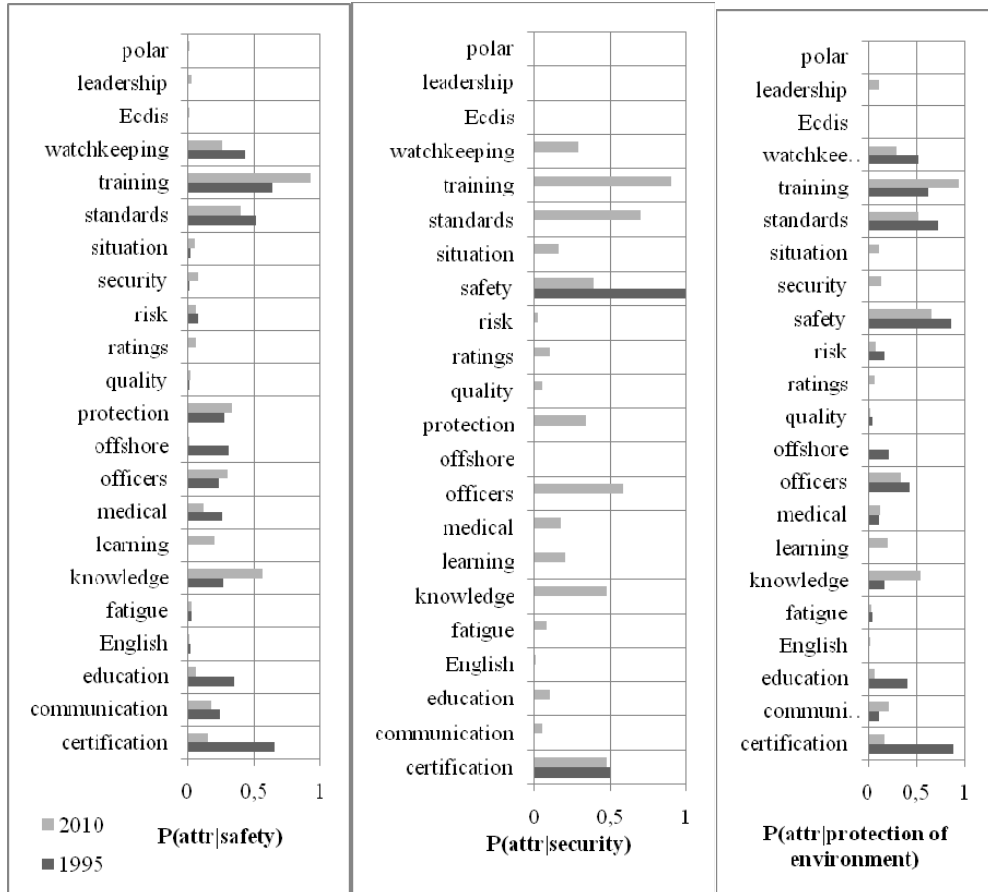 polar
leadership
Ecdis
watchkeeping
training
standards
situation
security
risk
ratings
quality
protection
offshore
officers
medical
learning
knowledge
fatigue
English
education
communication
certification
0
0,5
1
2010
1995
P(attr|safety)
polar
leadership
Ecdis
watchkeeping
training
standards
situation
safety
risk
ratings
quality
protection
offshore
officers
medical
learning
knowledge
fatigue
English
education
communication
certification
0
0,5
1
P(attr|security)
polar
leadership
Ecdis
watchkee..
training
standards
situation
security
safety
risk
ratings
quality
offshore
officers
medical
learning
knowledge
fatigue
English
education
communi..
certification
0
0,5
1
P(attr|protection of
environment)